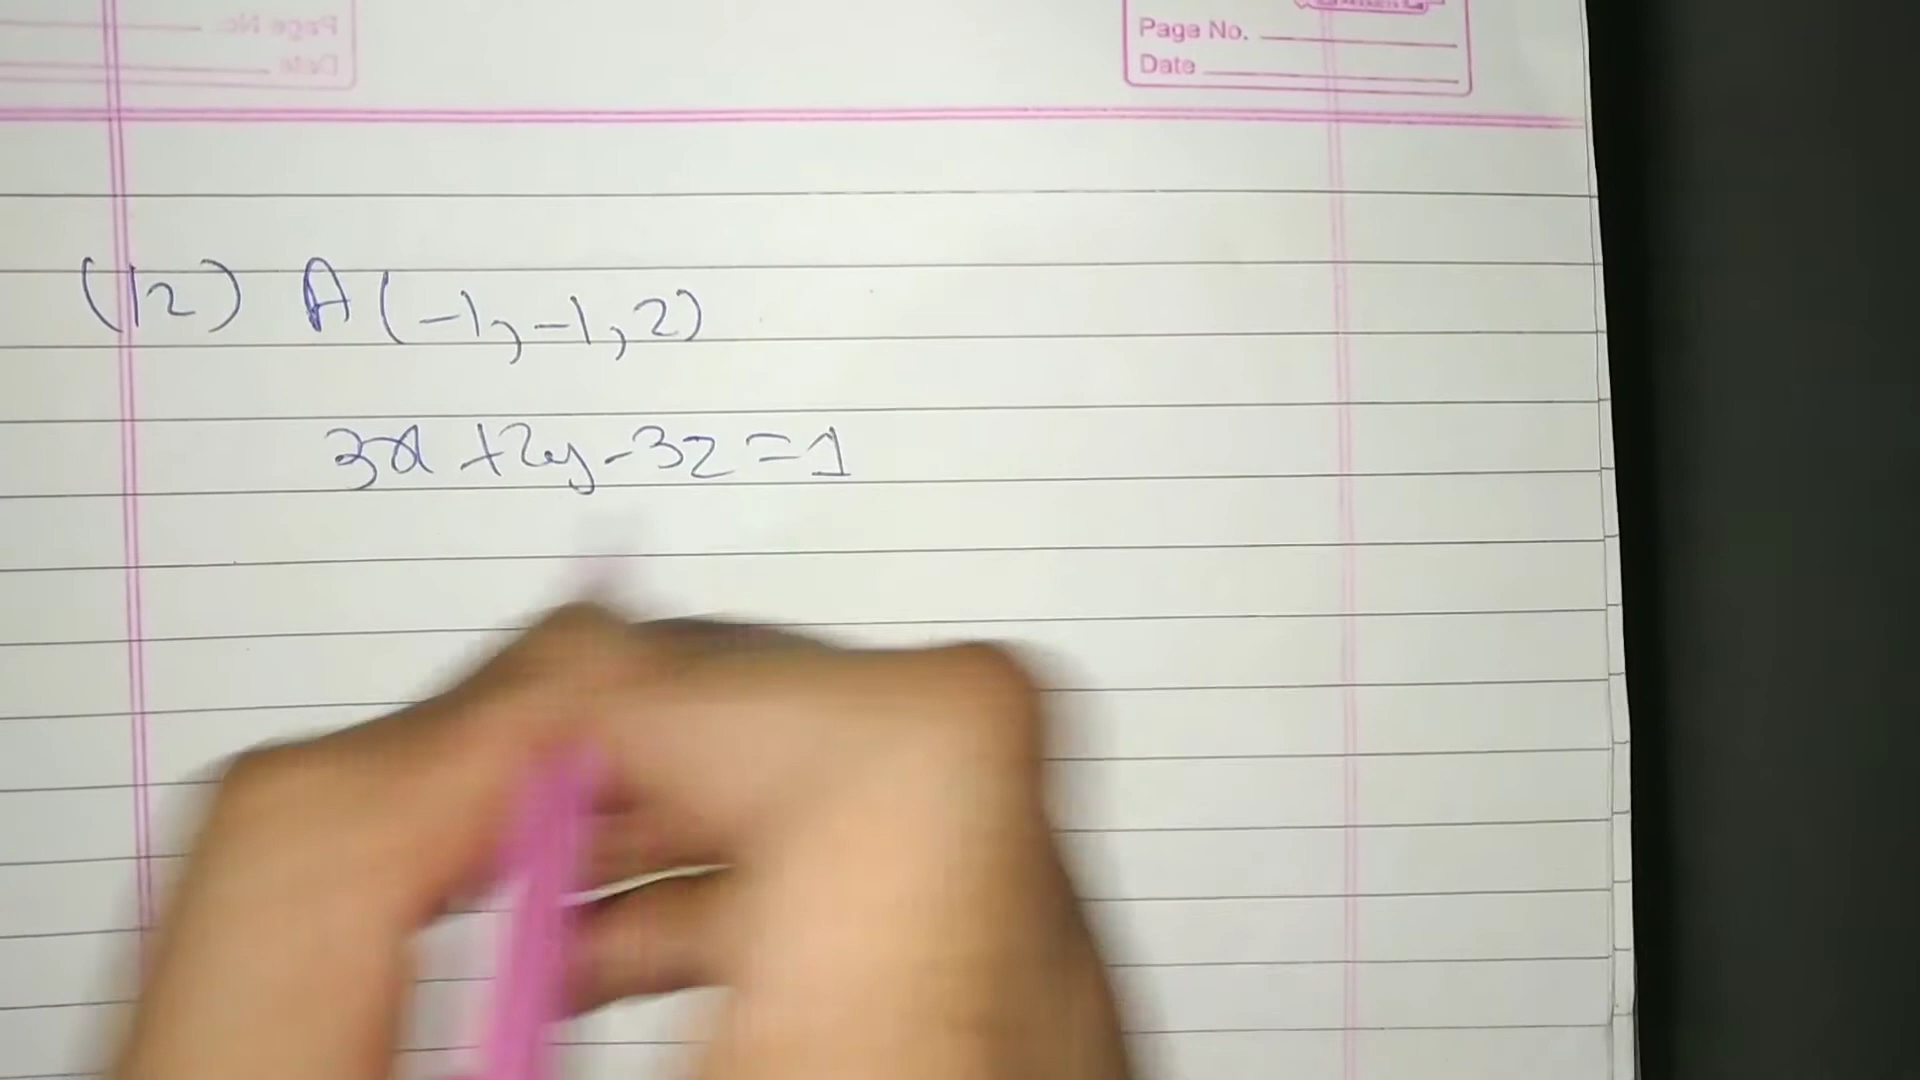 Page No.
Date
(12) A(-1, -1, 2)
3x +2y-3z=1